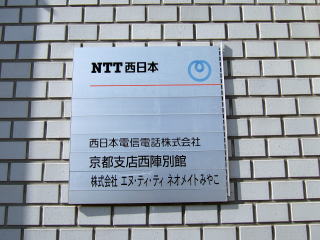 NTT西日本
西日本電信電話株式会社
京都支店西陣別館
株式会社 エヌ・ティ・ティ ネオメイトみやこ